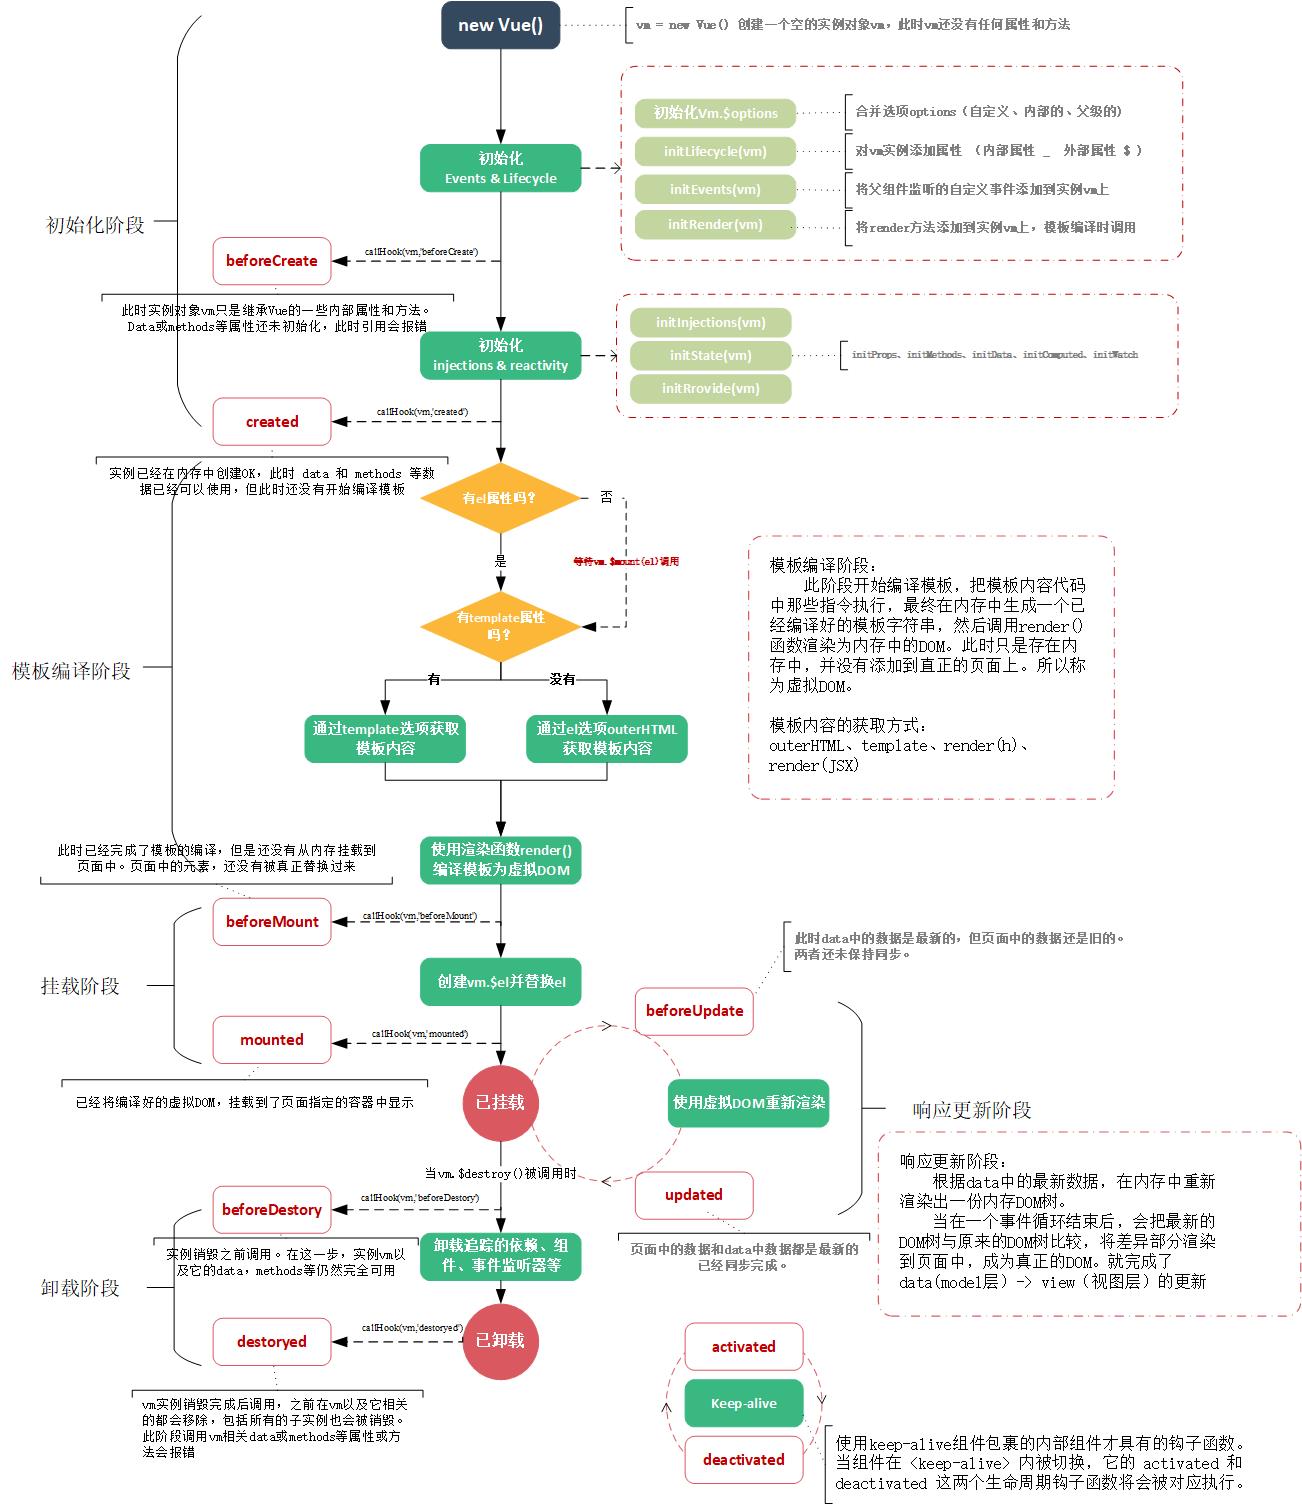 new Vue()
vm = new Vue() 创建一个空的实例对象vm，此时vm还没有任何属性和方法
初始化Vm.$options
合并选项options（自定义、内部的、父级的)
initLifecycle(vm)
对vm实例添加属性 （内部属性 _  外部属性 $ ）
initEvents(vm)
将父组件监听的自定义事件添加到实例vm上
initRender(vm)
将render方法添加到实例vm上，模板编译时调用
初始化
Events & Lifecycle
初始化阶段
beforeCreate
callHook(vm,'beforeCreate')
此时实例对象vm只是继承Vue的一些内部属性和方法。
Data或methods等属性还未初始化，此时引用会报错
初始化
injections & reactivity
initInjections(vm)
initState(vm)
initProps、initMethods、initData、initComputed、initWatch
initRrovide(vm)
created
callHook(vm,'created')
实例已经在内存中创建OK，此时 data 和 methods 等数
据已经可以使用，但此时还没有开始编译模板
有el属性吗？
否
是
等待vm.$mount(el)调用
有template属性
吗？
有
没有
模板编译阶段
通过template选项获取
模板内容
通过el选项outerHTML
获取模板内容
模板编译阶段：
此阶段开始编译模板，把模板内容代码
中那些指令执行，最终在内存中生成一个已
经编译好的模板字符串，然后调用render()
函数渲染为内存中的DOM。此时只是存在内
存中，并没有添加到直正的页面上。所以称
为虚拟DOM。
模板内容的获取方式：
outerHTML、template、render(h)、
render(JSX)
使用渲染函数render()
编译模板为虚拟DOM
此时已经完成了模板的编译，但是还没有从内存挂载到
页面中。页面中的元素，还没有被真正替换过来
beforeMount
callHook(vm,'beforeMount')
挂载阶段
创建vm.$el并替换el
mounted
callHook(vm,'mounted')
已经将编译好的虚拟DOM，挂载到了页面指定的容器中显示
已挂载
此时data中的数据是最新的，但页面中的数据还是旧的。
两者还未保持同步。
beforeUpdate
使用虚拟DOM重新渲染
updated
页面中的数据和data中数据都是最新的
已经同步完成。
响应更新阶段
响应更新阶段：
根据data中的最新数据，在内存中重新
渲染出一份内存DOM树。
当在一个事件循环结束后，会把最新的
DOM树与原来的DOM树比较，将差异部分渲染
到页面中，成为真正的DOM。就完成了
data(model层）-> view（视图层）的更新
当vm.$destroy()被调用时
beforeDestory
callHook(vm,'beforeDestory)
实例销毁之前调用。在这一步，实例vm以
及它的data，methods等仍然完全可用
卸载追踪的依赖、组
件、事件监听器等
卸载阶段
destoryed
callHook(vm,'destoryed)
已卸载
vm实例销毁完成后调用，之前在vm以及它相关
的都会移除，包括所有的子实例也会被销毁。
此阶段调用vm相关data或methods等属性或方
法会报错
activated
Keep-alive
deactivated
使用keep-alive组件包裹的内部组件才具有的钩子函数。
当组件在 <keep-alive> 内被切换，它的 activated 和
deactivated 这两个生命周期钩子函数将会被对应执行。